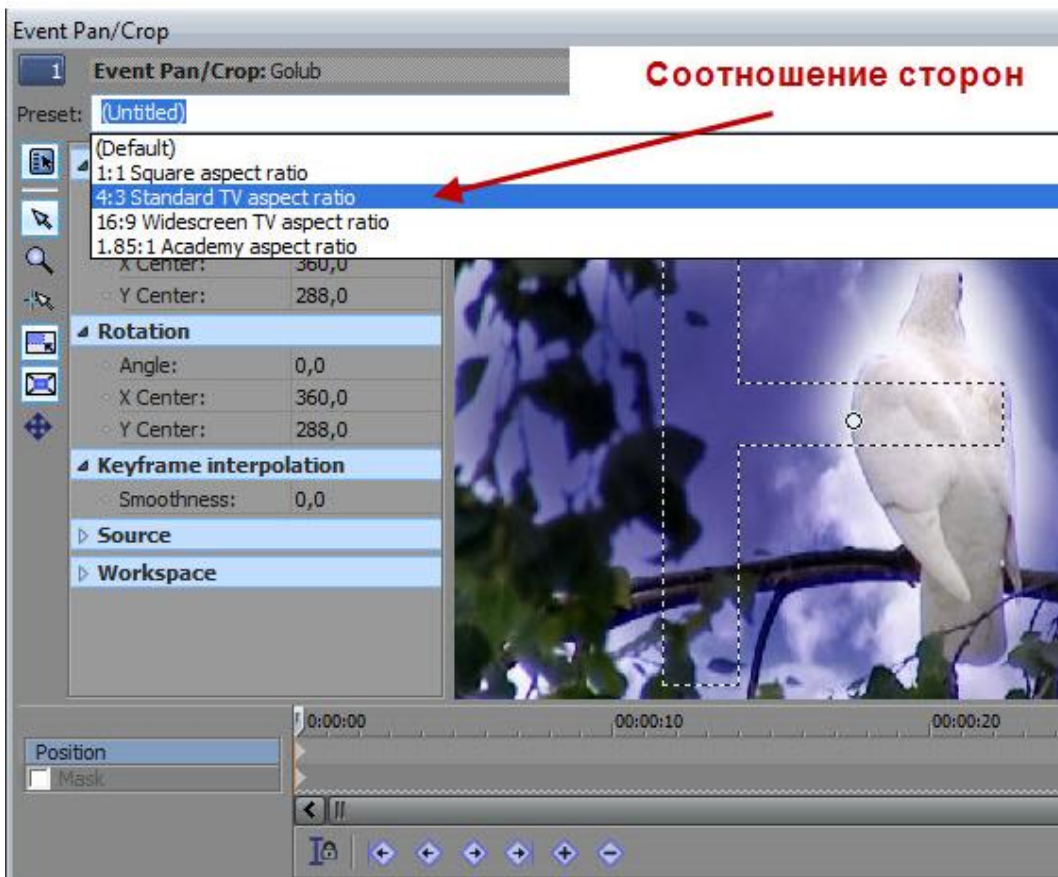 Event Pan/Crop
1 Event Pan/Crop: Golub
Соотношение сторон
Preset: (Untitled)
(Default)
1:1 Square aspect ratio
4:3 Standard TV aspect ratio
16:9 Widescreen TV aspect ratio
1.85:1 Academy aspect ratio
X Center: 360,0
Y Center: 288,0
Rotation
Angle: 0,0
X Center: 360,0
Y Center: 288,0
Keyframe interpolation
Smoothness: 0,0
Source
Workspace
0:00:00 00:00:10 00:00:20
Position
Mask